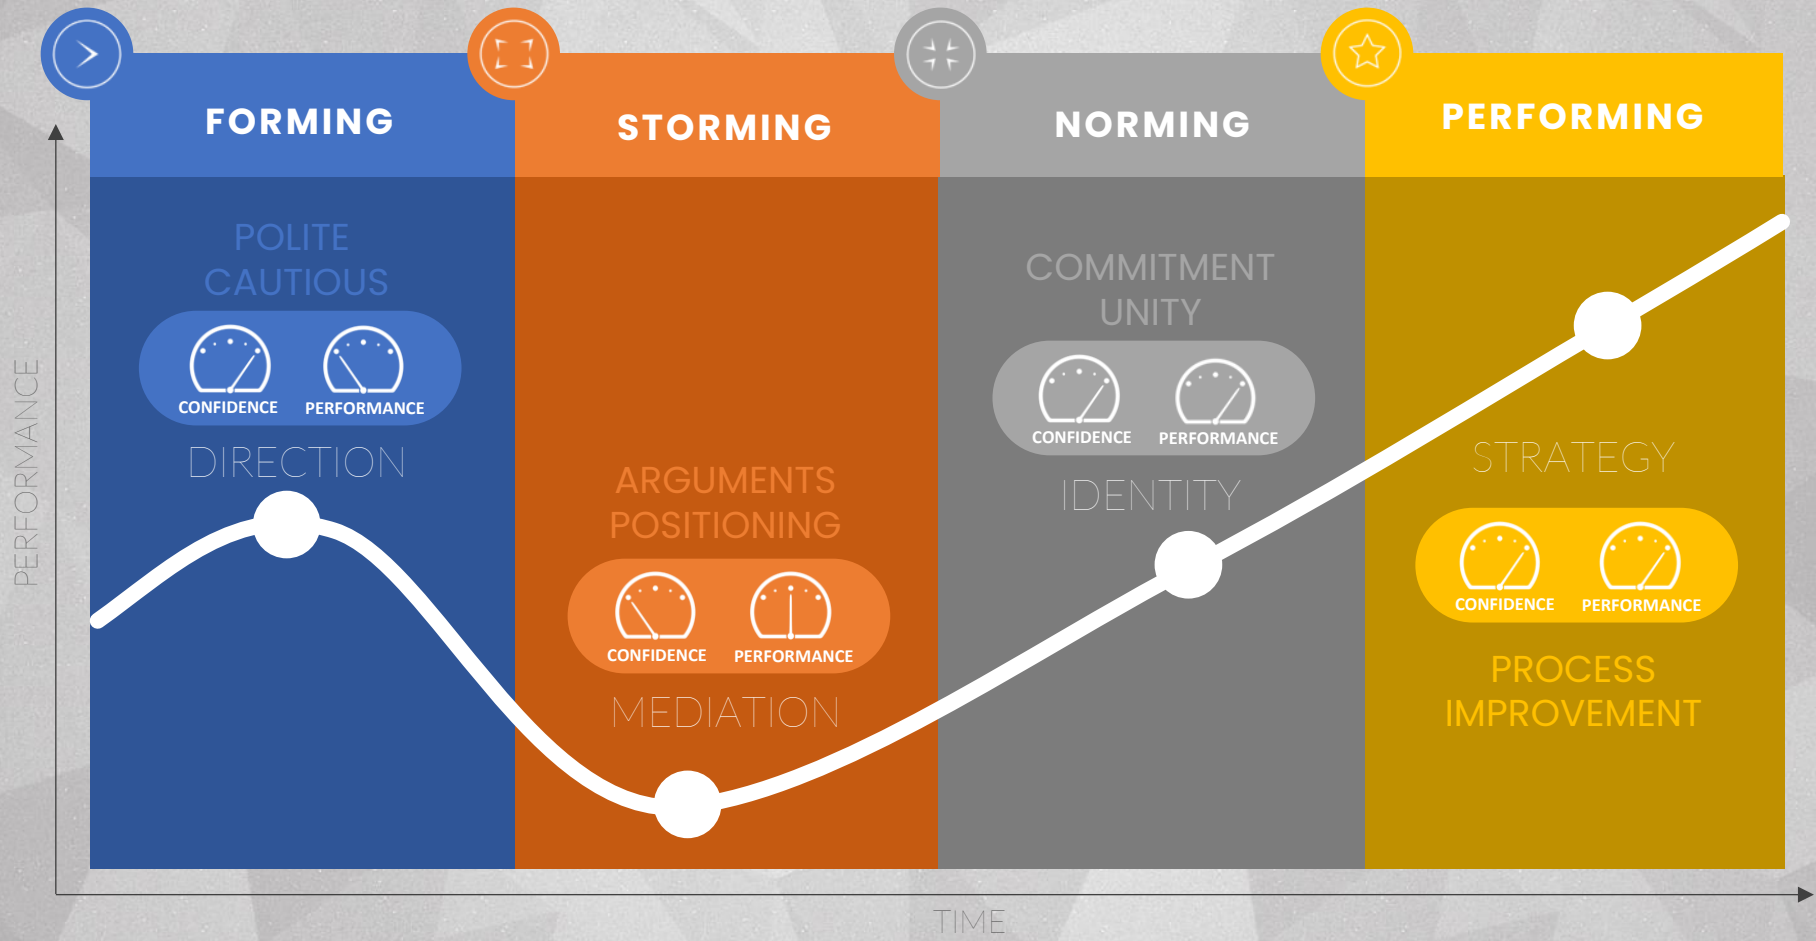 FORMING
STORMING
NORMING
PERFORMING
PERFORMANCE
POLITE
CAUTIOUS
CONFIDENCE
PERFORMANCE
DIRECTION
ARGUMENTS
POSITIONING
CONFIDENCE
PERFORMANCE
MEDIATION
COMMITMENT
UNITY
CONFIDENCE
PERFORMANCE
IDENTITY
STRATEGY
CONFIDENCE
PERFORMANCE
PROCESS
IMPROVEMENT
TIME